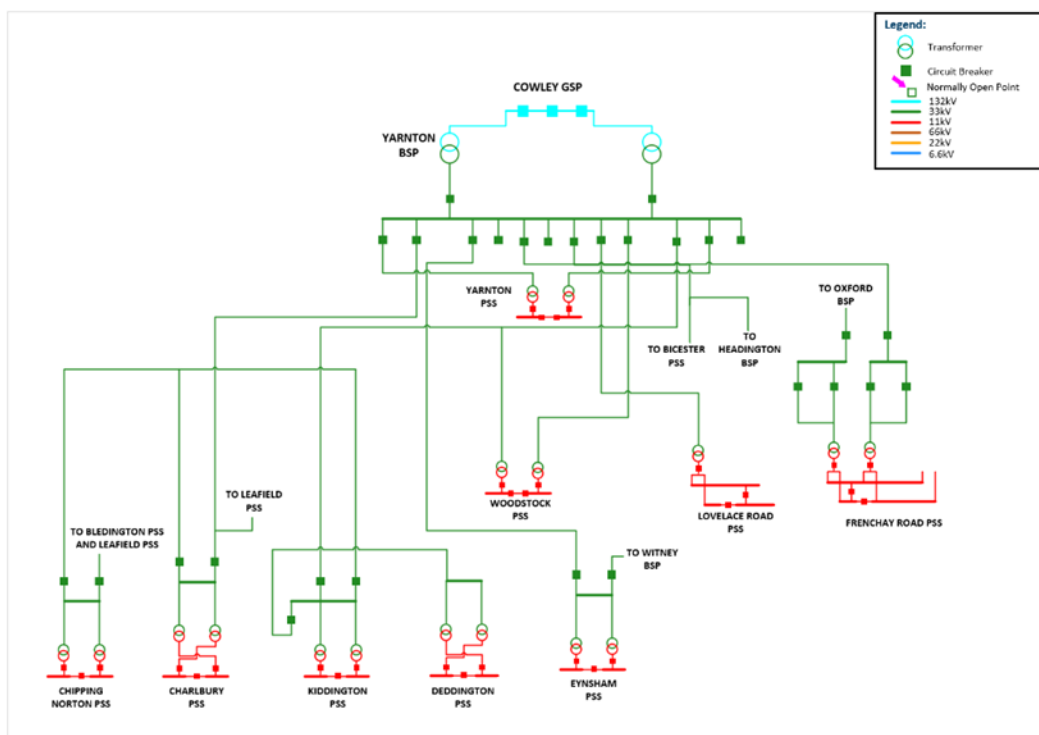 Legend:
Transformer
Circuit Breaker
Normally Open Point
132kV
33kV
11kV
66kV
22kV
6.6kV
COWLEY GSP
YARNTON
BSP
YARNTON
PSS
TO OXFORD
BSP
TO BICESTER
PSS
TO
HEADINGTON
BSP
WOODSTOCK
PSS
LOVELACE ROAD
PSS
FRENCHAY ROAD PSS
TO LEAFIELD
PSS
TO BLEDINGTON PSS
AND LEAFIELD PSS
TO WITNEY
BSP
CHIPPING
NORTON PSS
CHARLBURY
PSS
KIDDINGTON
PSS
DEDDINGTON
PSS
EYNSHAM
PSS